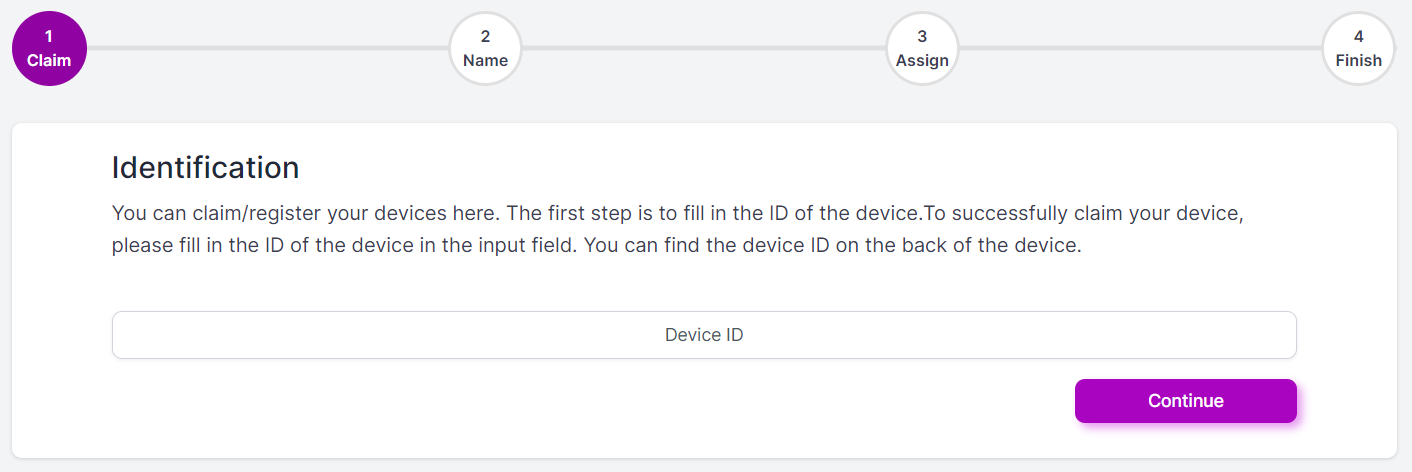 1
Claim
2
Name
3
Assign
4
Finish
Identification
You can claim/register your devices here. The first step is to fill in the ID of the device.To successfully claim your device,
please fill in the ID of the device in the input field. You can find the device ID on the back of the device.
Device ID
Continue